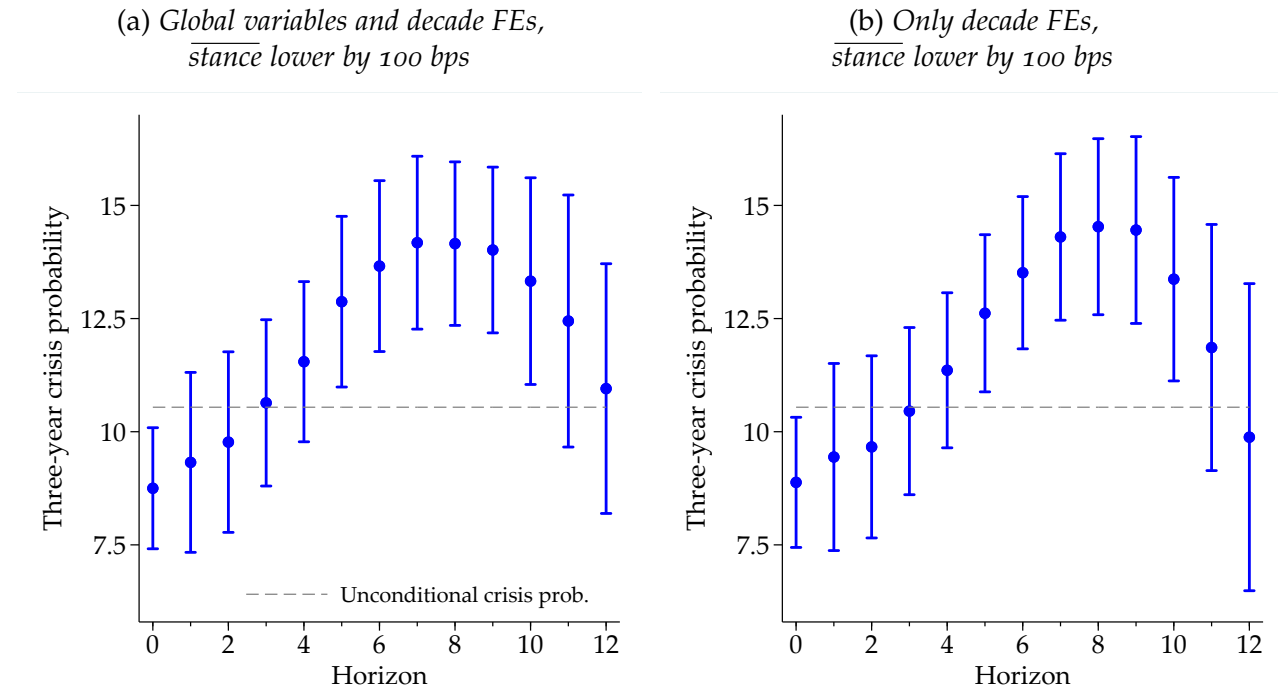 (a) Global variables and decade FEs,
stance lower by 100 bps
Three-year crisis probability
15
12.5
10
7.5
Unconditional crisis prob.
0 2 4 6 8 10 12
Horizon
(b) Only decade FEs,
stance lower by 100 bps
Three-year crisis probability
15
12.5
10
7.5
0 2 4 6 8 10 12
Horizon